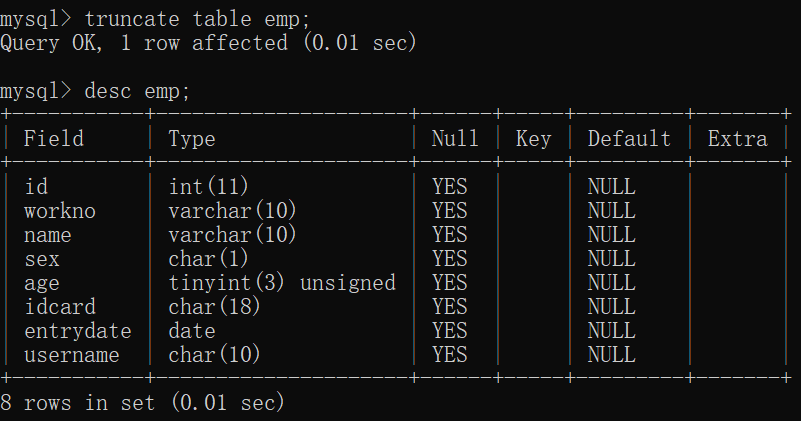 mysql> truncate table emp;
Query OK, 1 row affected (0.01 sec)
mysql> desc emp;
+-----------+---------------------+------+-----+---------+-------+
| Field     | Type                | Null | Key | Default | Extra |
+-----------+---------------------+------+-----+---------+-------+
| id        | int(11)             | YES  |     | NULL    |       |
| workno    | varchar(10)         | YES  |     | NULL    |       |
| name      | varchar(10)         | YES  |     | NULL    |       |
| sex       | char(1)             | YES  |     | NULL    |       |
| age       | tinyint(3) unsigned | YES  |     | NULL    |       |
| idcard    | char(18)            | YES  |     | NULL    |       |
| entrydate | date                | YES  |     | NULL    |       |
| username  | char(10)            | YES  |     | NULL    |       |
+-----------+---------------------+------+-----+---------+-------+
8 rows in set (0.01 sec)